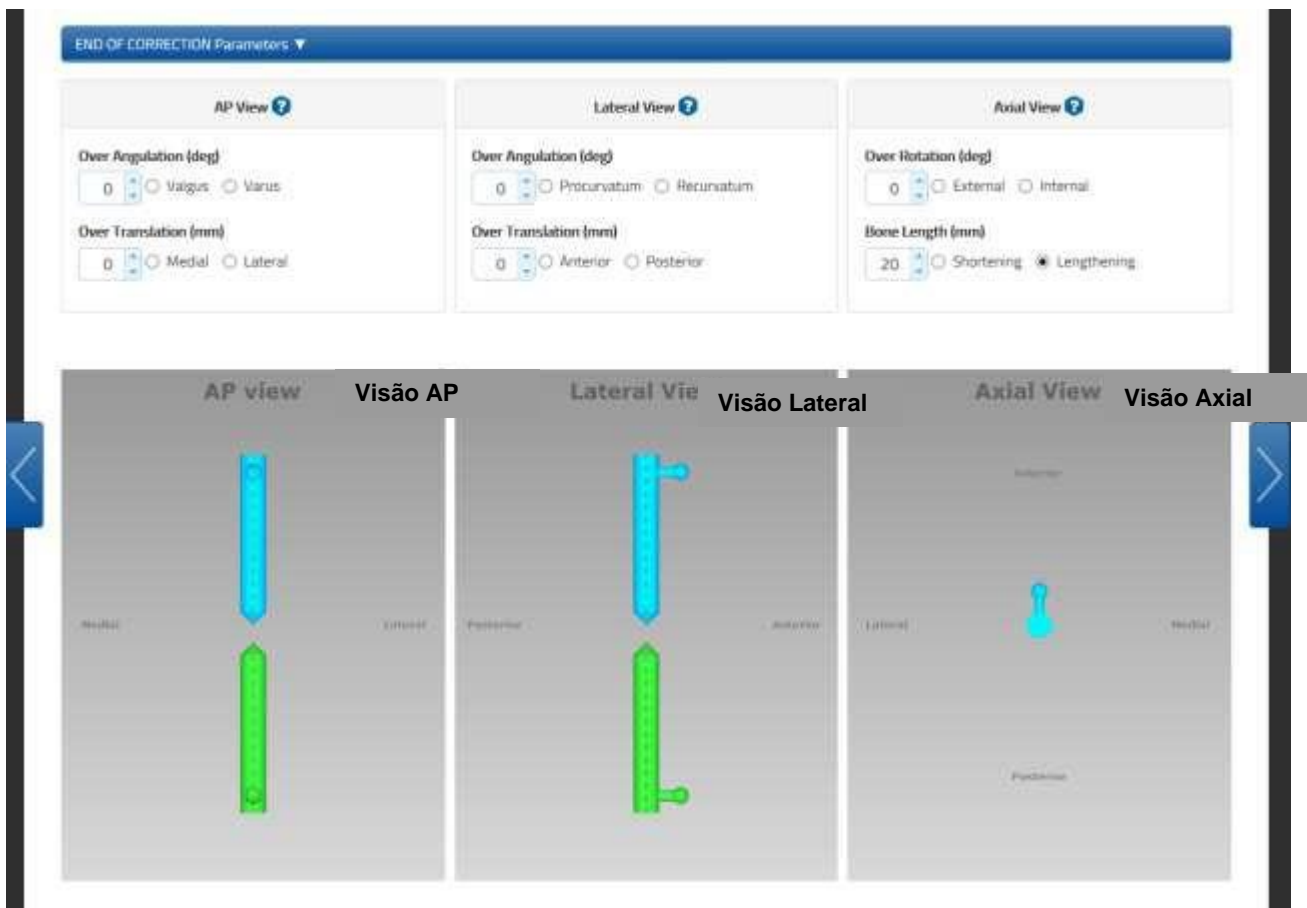 END OF CORRECTION Parameters ▼
AP View ?
Lateral View ?
Axial View ?
Over Angulation (deg)
0 Valgus Varus
Over Translation (mm)
0 Medial Lateral
Over Angulation (deg)
0 Procurvatum Recurvatum
Over Translation (mm)
0 Anterior Posterior
Over Rotation (deg)
0 External Internal
Bone Length (mm)
20 Shortening Lengthening
AP view Visão AP
Lateral Vie Visão Lateral
Axial View Visão Axial
Medial Lateral
Posterior Anterior
Anterior
Lateral Medial
Posterior